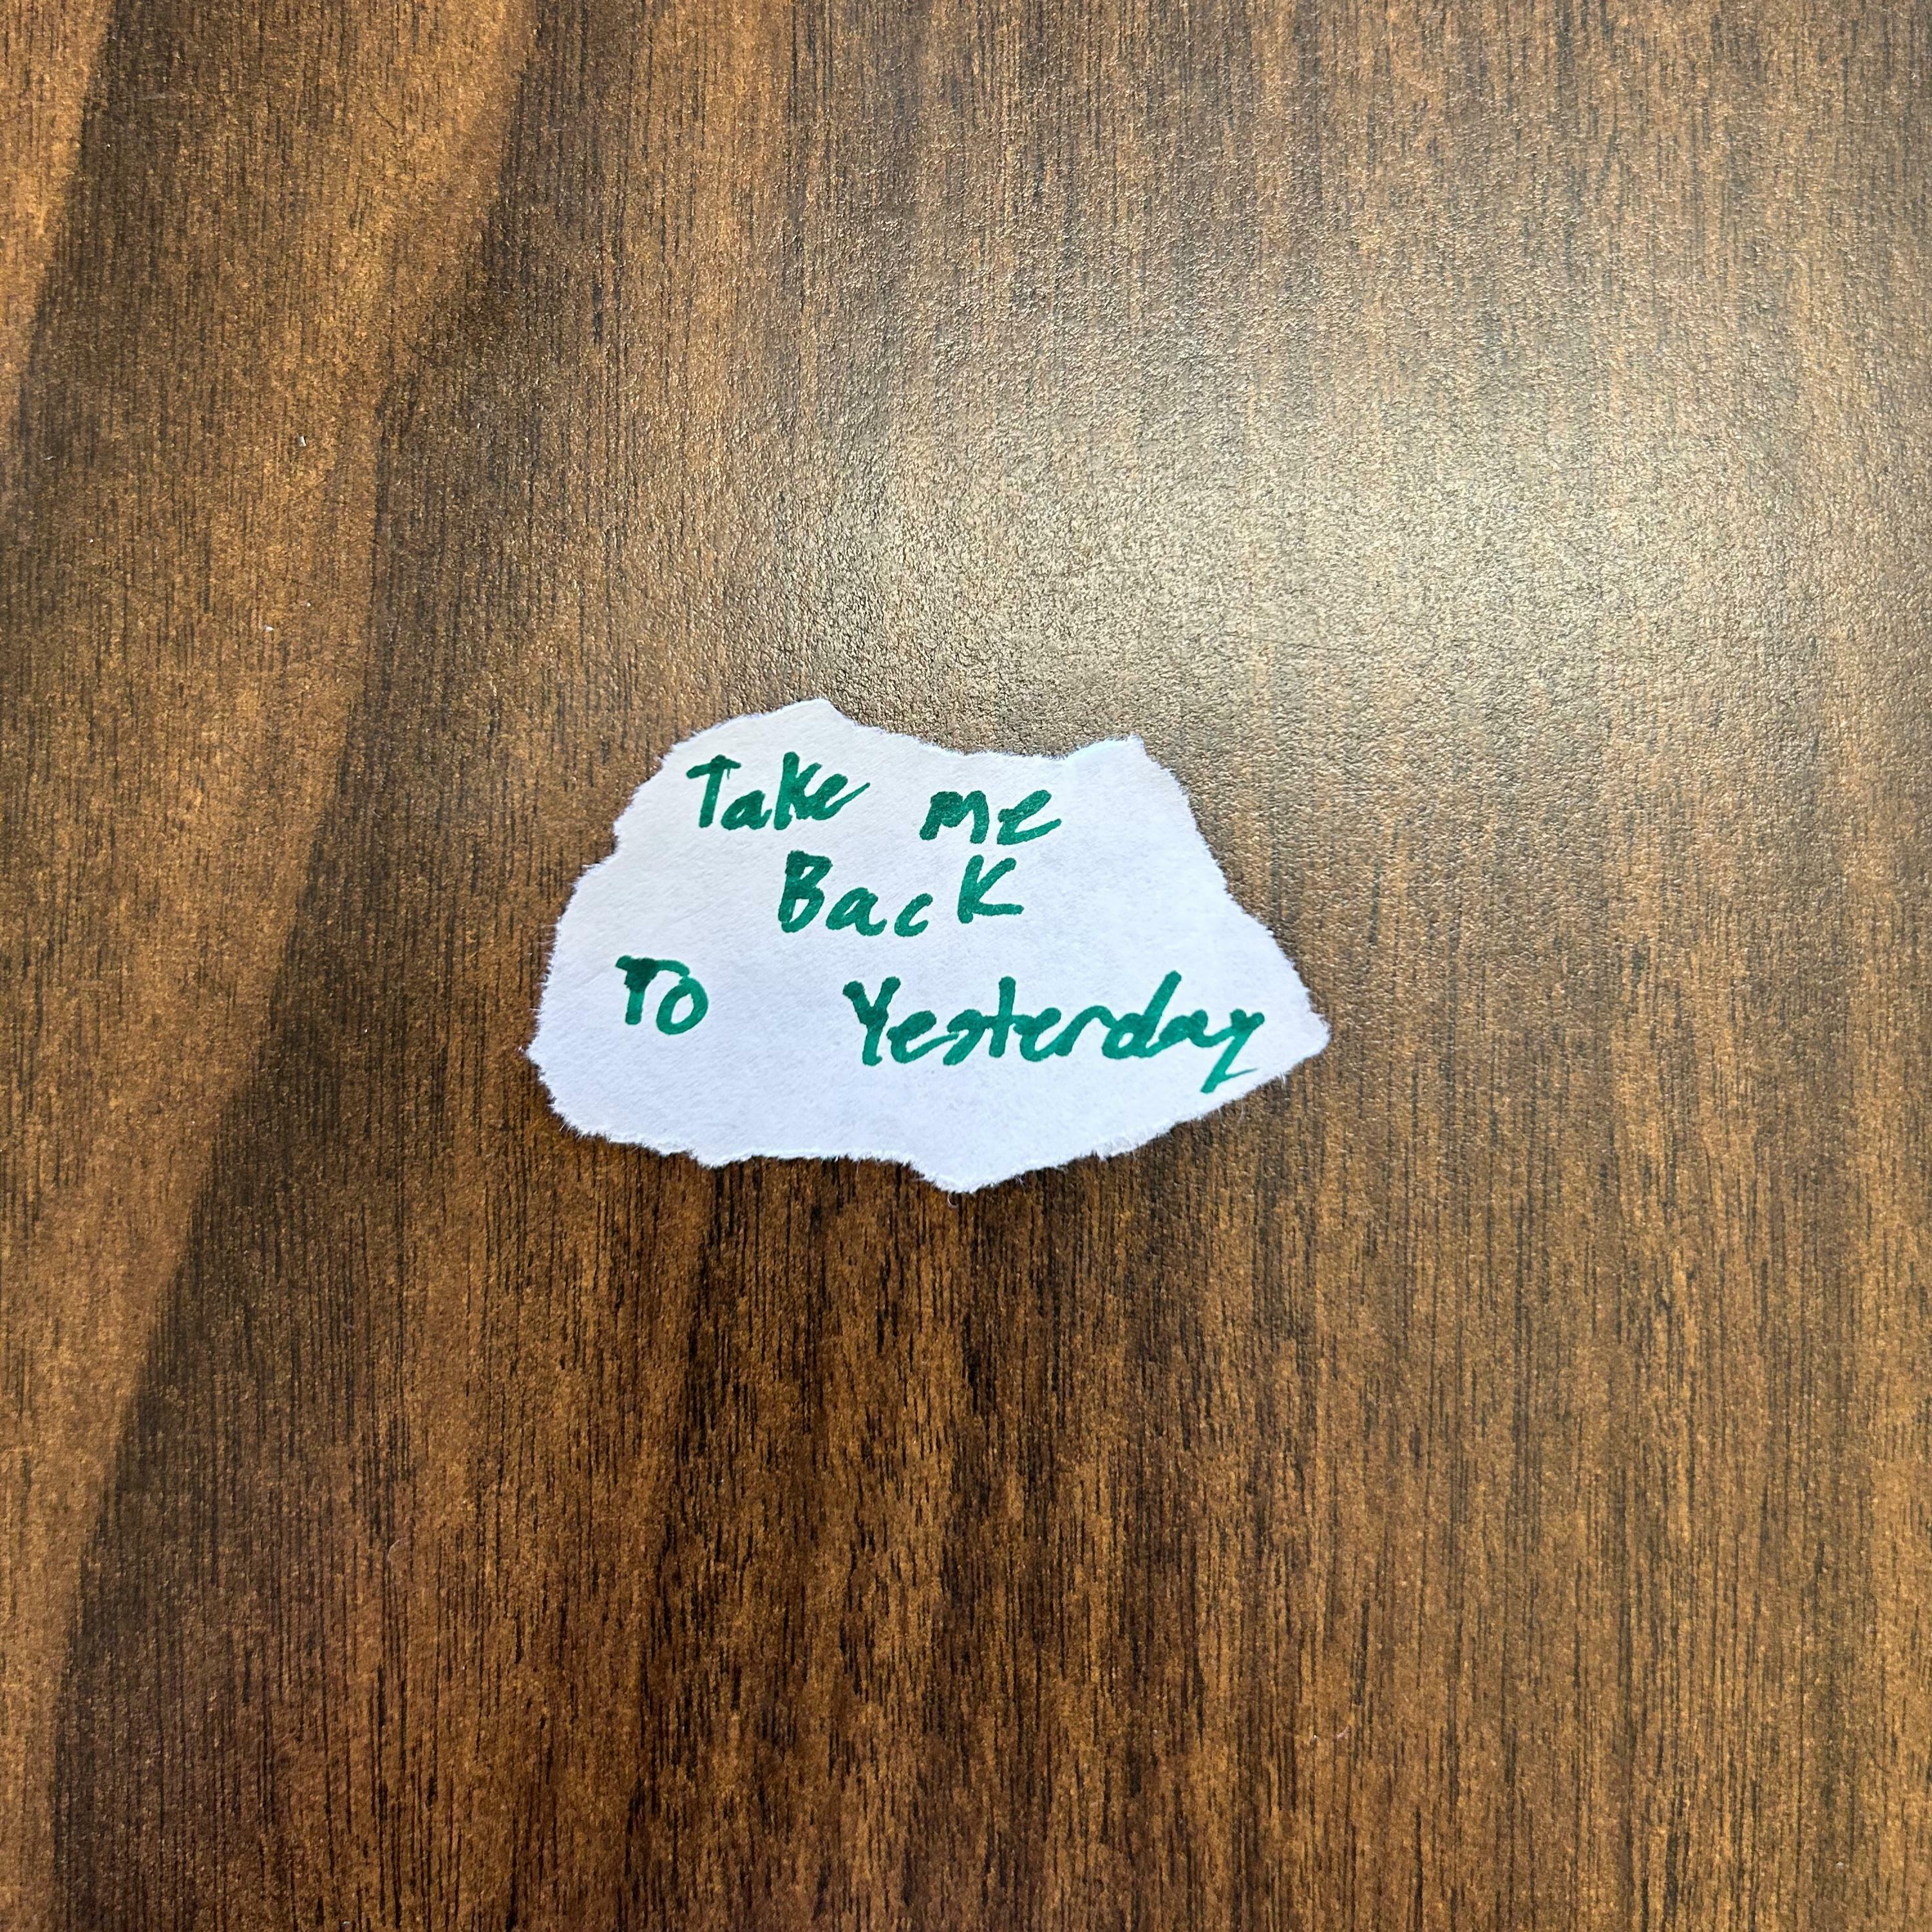 Take me
Back
To Yesterday